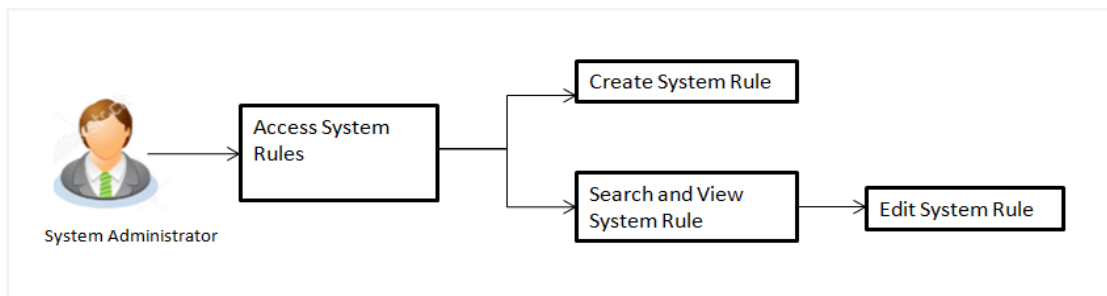 Create System Rule
Access System
Rules
Search and View
System Rule
Edit System Rule
System Administrator